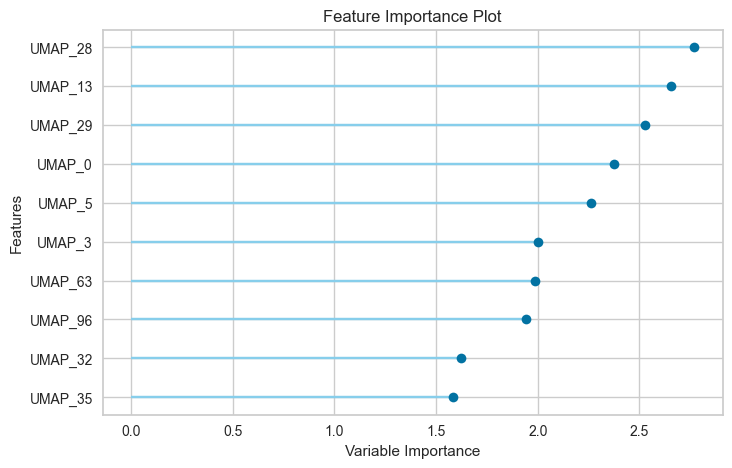 Feature Importance Plot
UMAP_28
UMAP_13
UMAP_29
UMAP_0
UMAP_5
UMAP_3
UMAP_63
UMAP_96
UMAP_32
UMAP_35
Features
0.0 0.5 1.0 1.5 2.0 2.5
Variable Importance